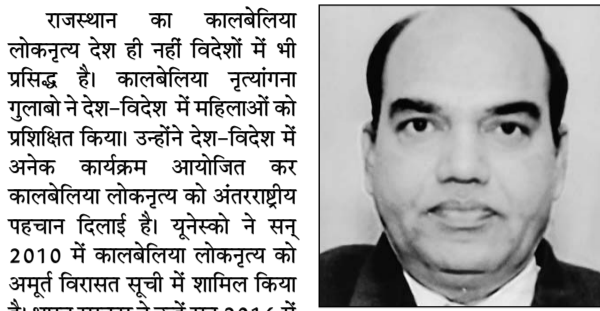 राजस्थान का कालबेलिया
लोकनृत्य देश ही नहीं विदेशों में भी
प्रसिद्ध है। कालबेलिया नृत्यांगना
गुलाबो ने देश-विदेश में महिलाओं को
प्रशिक्षित किया। उन्होंने देश-विदेश में
अनेक कार्यक्रम आयोजित कर
कालबेलिया लोकनृत्य को अंतरराष्ट्रीय
पहचान दिलाई है। यूनेस्को ने सन्
2010 में कालबेलिया लोकनृत्य को
अमूर्त विरासत सूची में शामिल किया